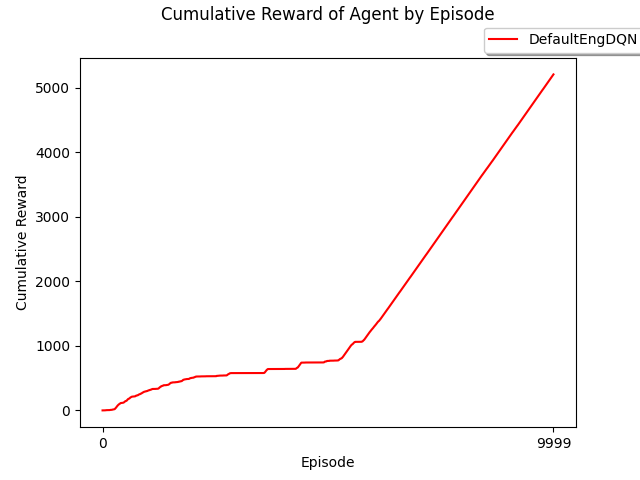 Cumulative Reward of Agent by Episode
DefaultEngDQN
5000
4000
3000
2000
1000
0
Cumulative Reward
0
9999
Episode